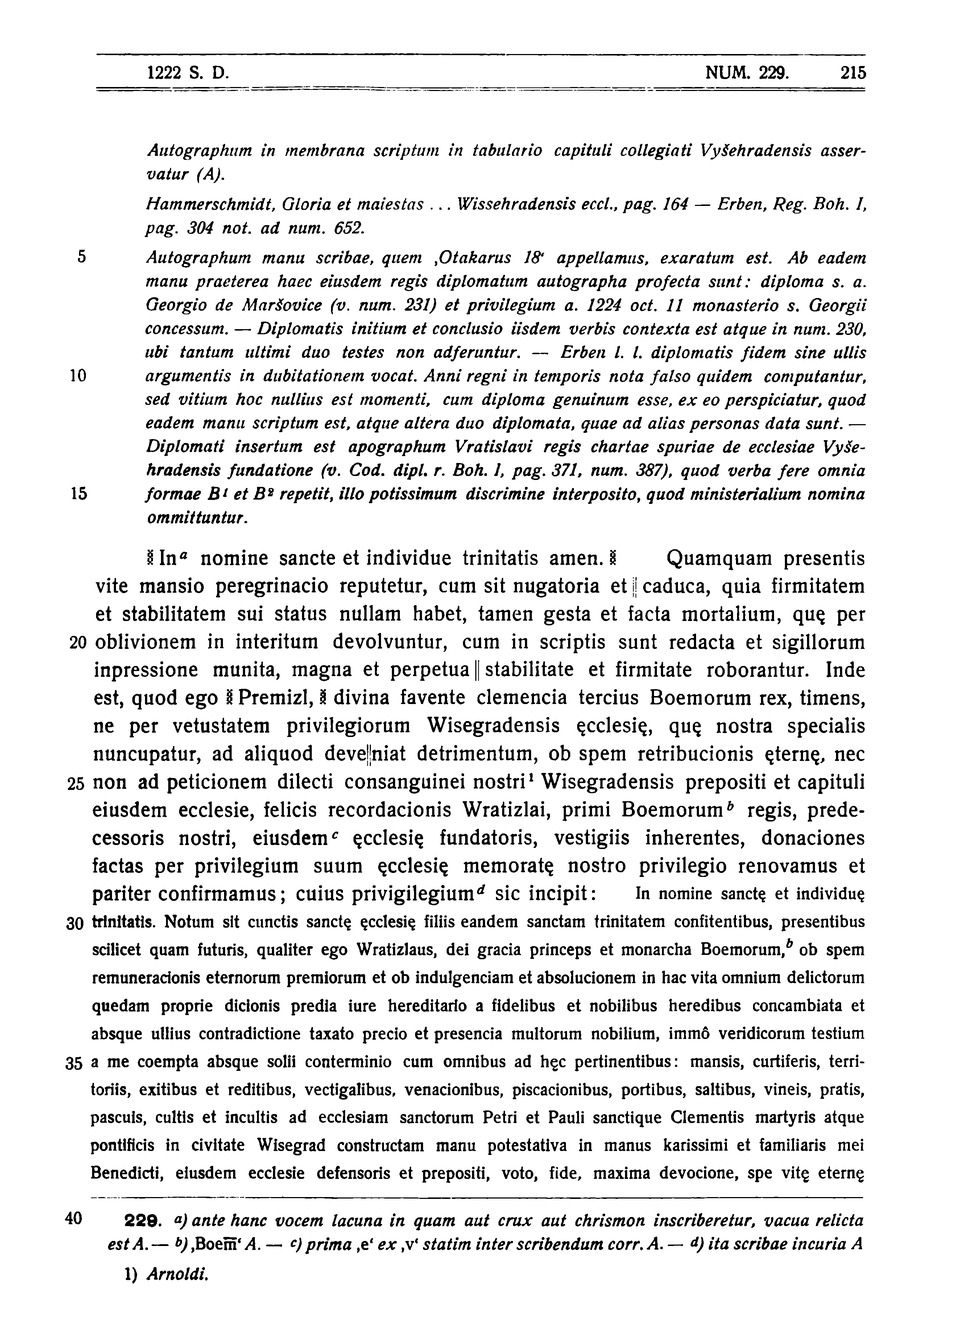 1222 S. D. NUM. 229. 215
Autographum in membrana scriptum in tabulario capituli collegiati Vyšehradensis asser-
vatur (A).
Hammerschmidt, Gloria et maiestas ... Wissehradensis eccl., pag. 164 — Erben, Reg. Boh. I,
pag. 304 not. ad num. 652.
5 Autographum manu scribae, quem ‚Otakarus 18‘ appellamus, exaratum est. Ab eadem
manu praeterea haec eiusdem regis diplomatum autographa profecta sunt: diploma s. a.
Georgio de Maršovice (v. num. 231) et privilegium a. 1224 oct. 11 monasterio s. Georgii
concessum. — Diplomatis initium et conclusio iisdem verbis contexta est atque in num. 230,
ubi tantum ultimi duo testes non adferuntur. — Erben l. l. diplomatis fidem sine ullis
10 argumentis in dubitationem vocat. Anni regni in temporis nota falso quidem computantur,
sed vitium hoc nullius est momenti, cum diploma genuinum esse, ex eo perspiciatur, quod
eadem manu scriptum est, atque altera duo diplomata, quae ad alias personas data sunt. —
Diplomati insertum est apographum Vratislavi regis chartae spuriae de ecclesiae Vyše-
hradensis fundatione (v. Cod. dipl. r. Boh. I, pag. 371, num. 387), quod verba fere omnia
15 formae B¹ et B² repetit, illo potissimum discrimine interposito, quod ministerialium nomina
ommittuntur.
§ In ᵃ nomine sancte et individue trinitatis amen. § Quamquam presentis
vite mansio peregrinacio reputetur, cum sit nugatoria et || caduca, quia firmitatem
et stabilitatem sui status nullam habet, tamen gesta et facta mortalium, quę per
20 oblivionem in interitum devolvuntur, cum in scriptis sunt redacta et sigillorum
inpressione munita, magna et perpetua || stabilitate et firmitate roborantur. Inde
est, quod ego § Premizl, § divina favente clemencia tercius Boemorum rex, timens,
ne per vetustatem privilegiorum Wisegradensis ęcclesię, quę nostra specialis
nuncupatur, ad aliquod deve||niat detrimentum, ob spem retribucionis ęternę, nec
25 non ad peticionem dilecti consanguinei nostri¹ Wisegradensis prepositi et capituli
eiusdem ecclesie, felicis recordacionis Wratizlai, primi Boemorum ᵇ regis, prede-
cessoris nostri, eiusdem ᶜ ęcclesię fundatoris, vestigiis inherentes, donaciones
factas per privilegium suum ęcclesię memoratę nostro privilegio renovamus et
pariter confirmamus; cuius privigilegium ᵈ sic incipit: In nomine sanctę et individuę
30 trinitatis. Notum sit cunctis sanctę ęcclesię filiis eandem sanctam trinitatem confitentibus, presentibus
scilicet quam futuris, qualiter ego Wratizlaus, dei gracia princeps et monarcha Boemorum,ᵇ ob spem
remuneracionis eternorum premiorum et ob indulgenciam et absolucionem in hac vita omnium delictorum
quedam proprie dicionis predia iure hereditario a fidelibus et nobilibus heredibus concambiata et
absque ullius contradictione taxato precio et presencia multorum nobilium, immô veridicorum testium
35 a me coempta absque solii conterminio cum omnibus ad hęc pertinentibus: mansis, curtiferis, terri-
toriis, exitibus et reditibus, vectigalibus, venacionibus, piscacionibus, portibus, saltibus, vineis, pratis,
pascuis, cultis et incultis ad ecclesiam sanctorum Petri et Pauli sanctique Clementis martyris atque
pontificis in civitate Wisegrad constructam manu potestativa in manus karissimi et familiaris mei
Benedicti, eiusdem ecclesie defensoris et prepositi, voto, fide, maxima devocione, spe vitę eternę
40 229. a) ante hanc vocem lacuna in quam aut crux aut chrismon inscriberetur, vacua relicta
est A. — b) ‚Boem̅‘ A. — c) prima ‚e‘ ex ‚v‘ statim inter scribendum corr. A. — d) ita scribae incuria A
1) Arnoldi.